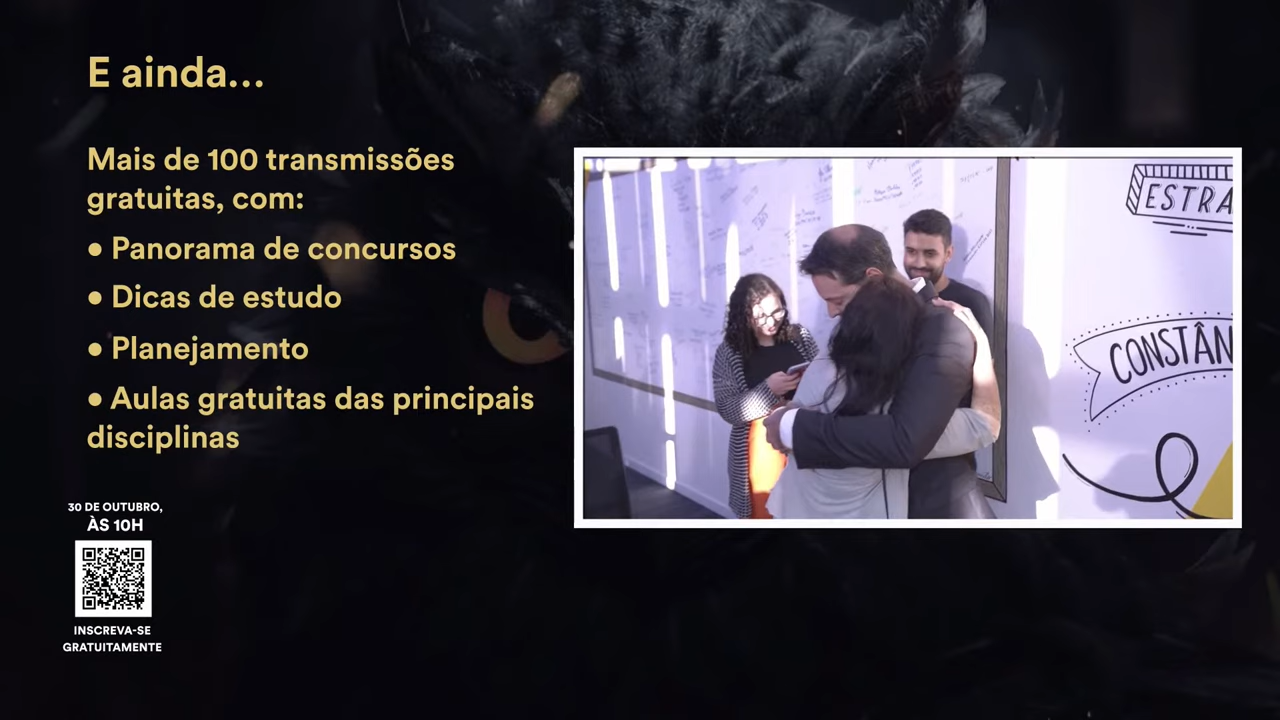 E ainda...
Mais de 100 transmissões
gratuitas, com:
• Panorama de concursos
• Dicas de estudo
• Planejamento
• Aulas gratuitas das principais
disciplinas
30 DE OUTUBRO,
ÀS 10H
INSCREVA-SE
GRATUITAMENTE
ESTRA
CONSTÂN